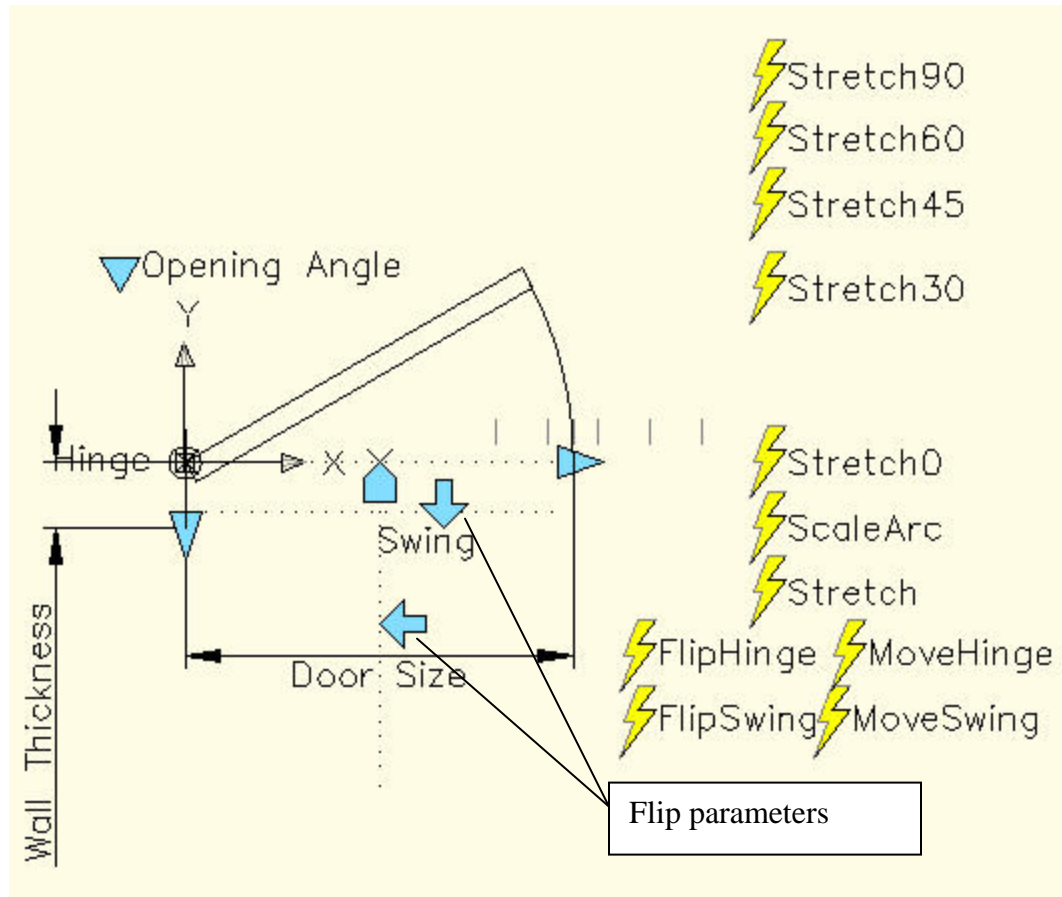 Stretch90
Stretch60
Stretch45
Opening Angle
Stretch30
Y
Hinge
X
Stretch0
Swing
ScaleArc
Stretch
FlipHinge
MoveHinge
Door Size
FlipSwing
MoveSwing
Wall Thickness
Flip parameters